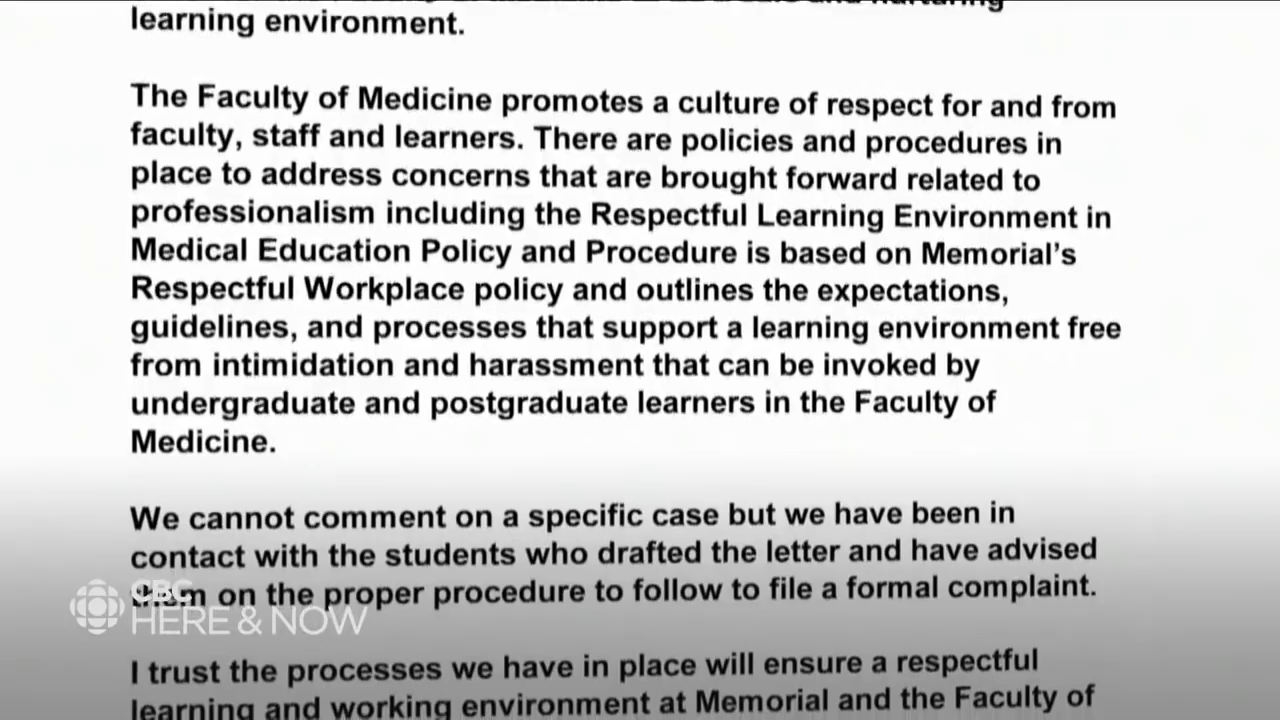 learning environment.
The Faculty of Medicine promotes a culture of respect for and from
faculty, staff and learners. There are policies and procedures in
place to address concerns that are brought forward related to
professionalism including the Respectful Learning Environment in
Medical Education Policy and Procedure is based on Memorial's
Respectful Workplace policy and outlines the expectations,
guidelines, and processes that support a learning environment free
from intimidation and harassment that can be invoked by
undergraduate and postgraduate learners in the Faculty of
Medicine.
We cannot comment on a specific case but we have been in
contact with the students who drafted the letter and have advised
them on the proper procedure to follow to file a formal complaint.
CBC
HERE & NOW
I trust the processes we have in place will ensure a respectful
learning and working environment at Memorial and the Faculty of